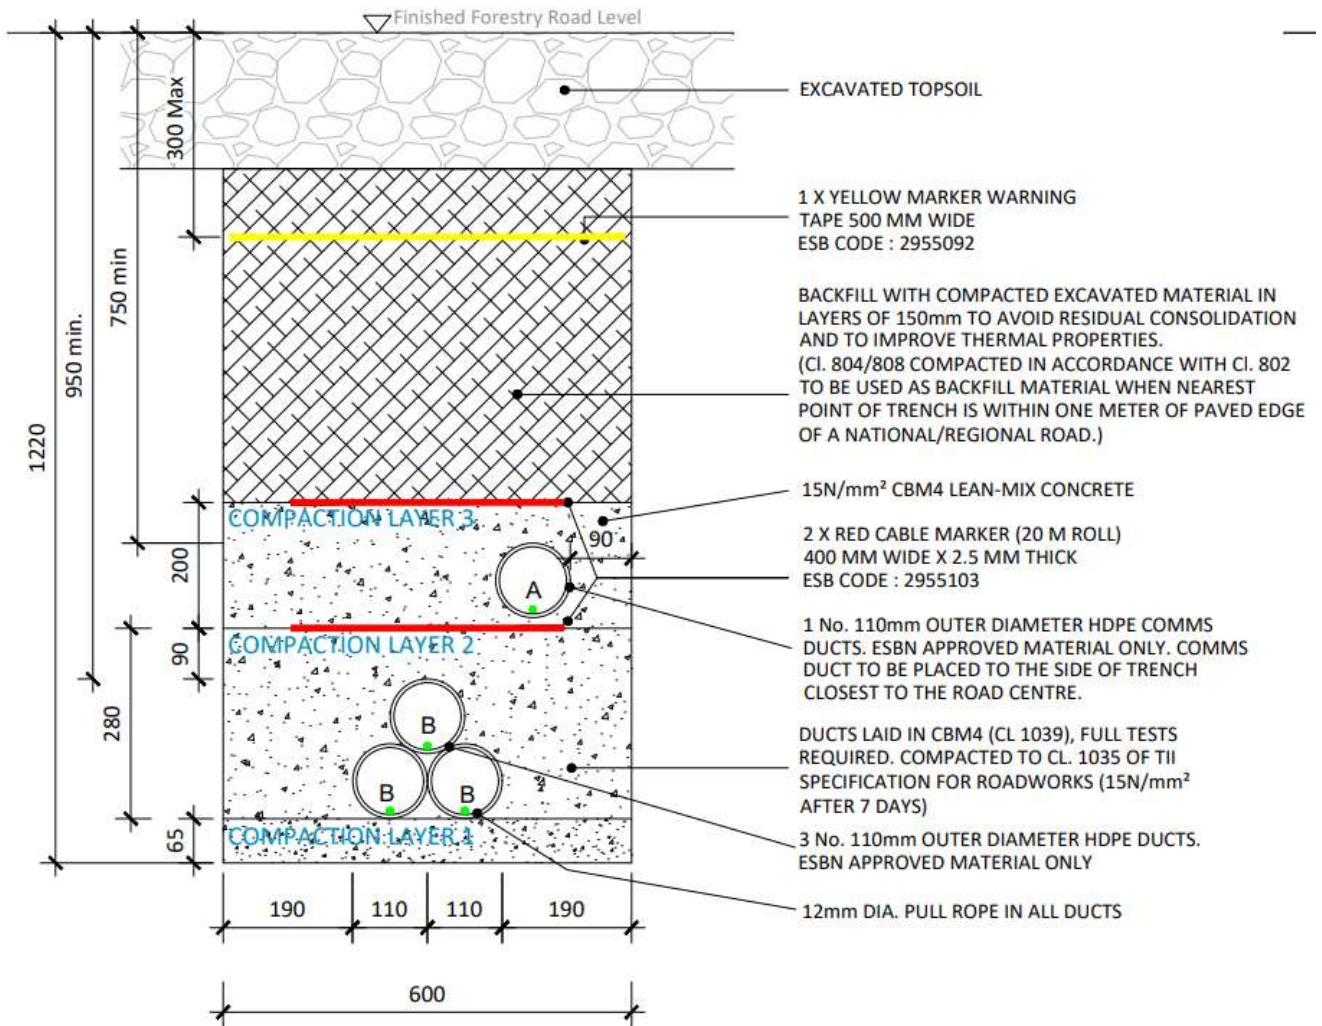 Finished Forestry Road Level
300 Max
750 min
950 min.
1220
EXCAVATED TOPSOIL
1 X YELLOW MARKER WARNING
TAPE 500 MM WIDE
ESB CODE : 2955092
BACKFILL WITH COMPACTED EXCAVATED MATERIAL IN
LAYERS OF 150mm TO AVOID RESIDUAL CONSOLIDATION
AND TO IMPROVE THERMAL PROPERTIES.
(Cl. 804/808 COMPACTED IN ACCORDANCE WITH Cl. 802
TO BE USED AS BACKFILL MATERIAL WHEN NEAREST
POINT OF TRENCH IS WITHIN ONE METER OF PAVED EDGE
OF A NATIONAL/REGIONAL ROAD.)
15N/mm² CBM4 LEAN-MIX CONCRETE
COMPACTION LAYER 3
90
200
2 X RED CABLE MARKER (20 M ROLL)
400 MM WIDE X 2.5 MM THICK
ESB CODE : 2955103
A
1 No. 110mm OUTER DIAMETER HDPE COMMS
DUCTS. ESBN APPROVED MATERIAL ONLY. COMMS
DUCT TO BE PLACED TO THE SIDE OF TRENCH
CLOSEST TO THE ROAD CENTRE.
COMPACTION LAYER 2
90
280
B
B
B
DUCTS LAID IN CBM4 (CL 1039), FULL TESTS
REQUIRED. COMPACTED TO CL. 1035 OF TII
SPECIFICATION FOR ROADWORKS (15N/mm²
AFTER 7 DAYS)
COMPACTION LAYER 1
65
3 No. 110mm OUTER DIAMETER HDPE DUCTS.
ESBN APPROVED MATERIAL ONLY
12mm DIA. PULL ROPE IN ALL DUCTS
190
110
110
190
600